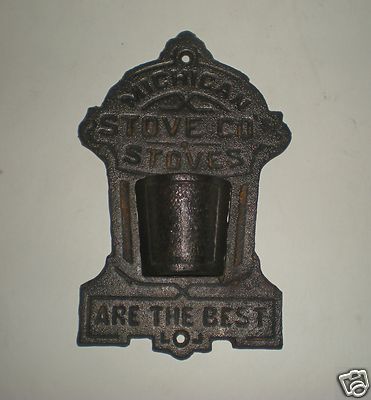 MICHIGAN
STOVE CO'
STOVES
ARE THE BEST